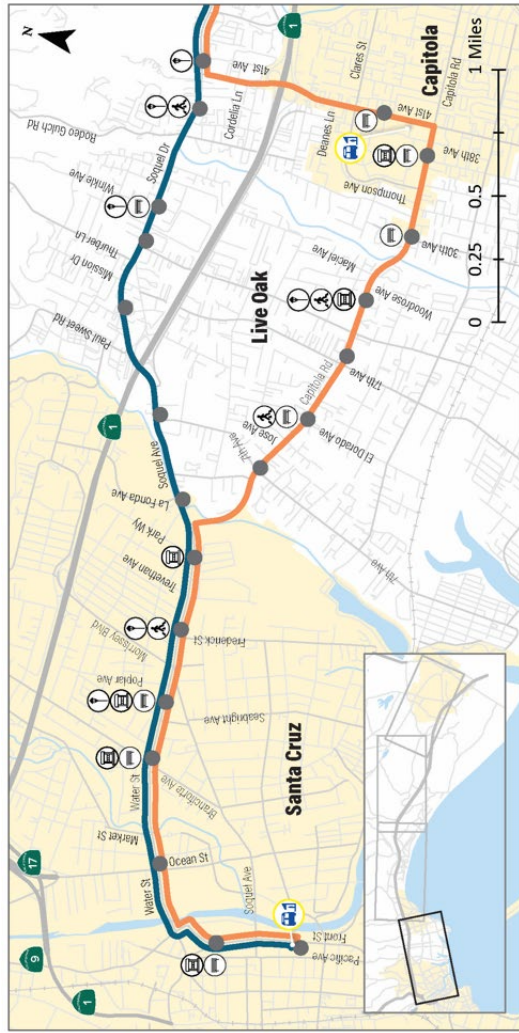 9
17
1
1
1
N
Water St
Water St
Market St
Ocean St
Soquel Ave
Front St
Pacific Ave
Branciforte Ave
Seabright Ave
Poplar Ave
Morrissey Blvd
Frederick St
Trevethan Ave
Park Wy
La Fonda Ave
Soquel Ave
Paul Sweet Rd
Mission Dr
Thurber Ln
Winkle Ave
Soquel Dr
Rodeo Gulch Rd
Cordelia Ln
41st Ave
Clares St
Deanes Ln
41st Ave
Capitola Rd
38th Ave
Thompson Ave
30th Ave
Maciel Ave
Woodrose Ave
17th Ave
Capitola Rd
El Dorado Ave
Jose Ave
7th Ave
7th Ave
Santa Cruz
Live Oak
Capitola
0
0.25
0.5
1 Miles